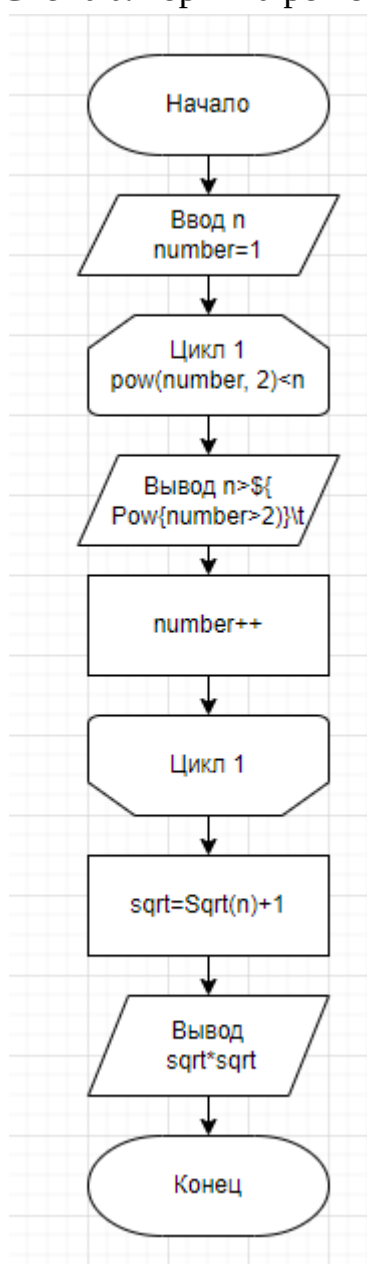 Начало
Ввод n
number=1
Цикл 1
pow(number, 2)<n
Вывод n>${
Pow{number>2)}\t
number++
Цикл 1
sqrt=Sqrt(n)+1
Вывод
sqrt*sqrt
Конец